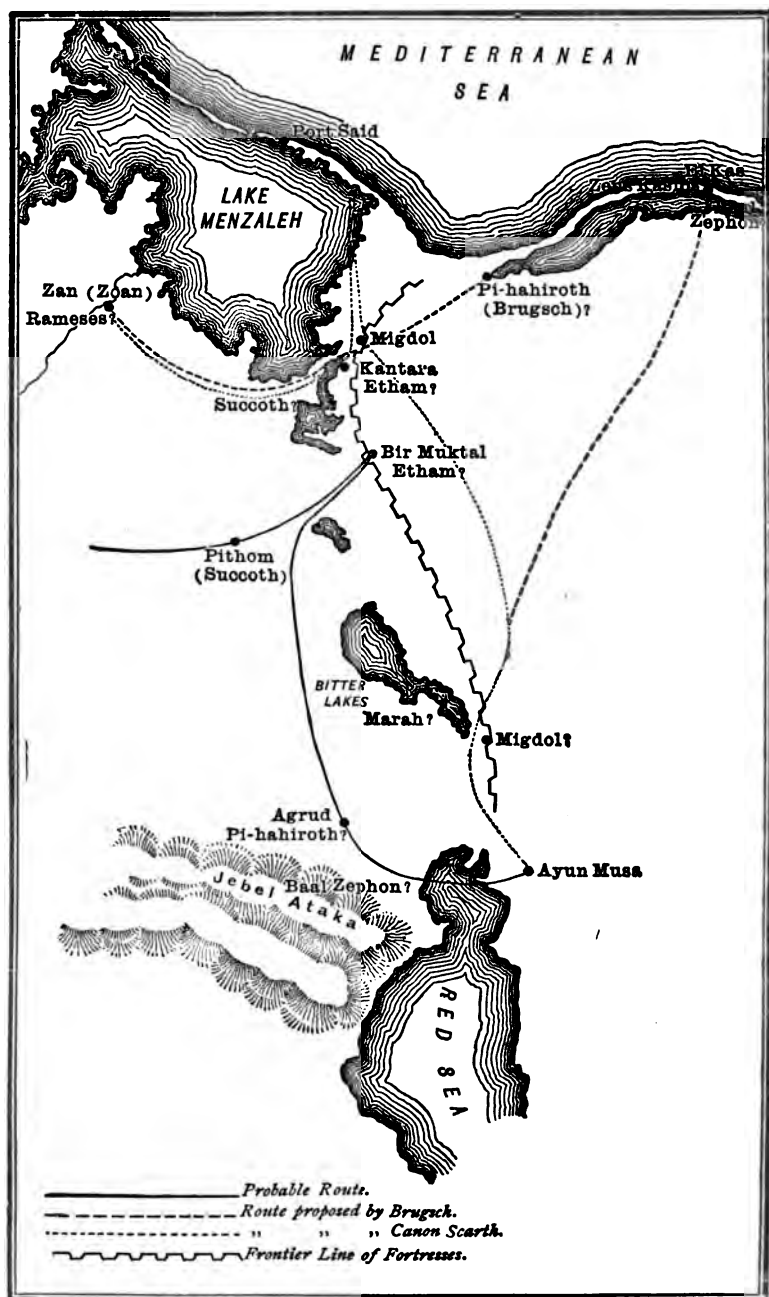 MEDITERRANEAN
SEA
Port Said
LAKE
MENZALEH
Zephon
Zan (Zoan)
Rameses?
Pi-hahiroth
(Brugsch)?
Migdol
Kantara
Etham?
Succoth?
Bir Muktal
Etham?
Pithom
(Succoth)
BITTER
LAKES
Marah?
Migdol?
Agrud
Pi-hahiroth?
Ayun Musa
Baal Zephon?
Jebel Ataka
RED SEA
Probable Route.
Route proposed by Brugsch.
„ „ „ Canon Scarth.
Frontier Line of Fortresses.